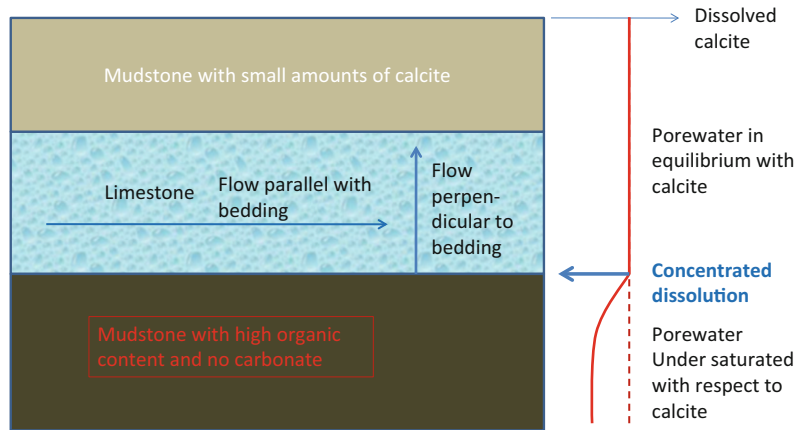 Mudstone with small amounts of calcite
Limestone
Flow parallel with
bedding
Flow
perpen-
dicular to
bedding
Mudstone with high organic
content and no carbonate
Dissolved
calcite
Porewater in
equilibrium with
calcite
Concentrated
dissolution
Porewater
Under saturated
with respect to
calcite